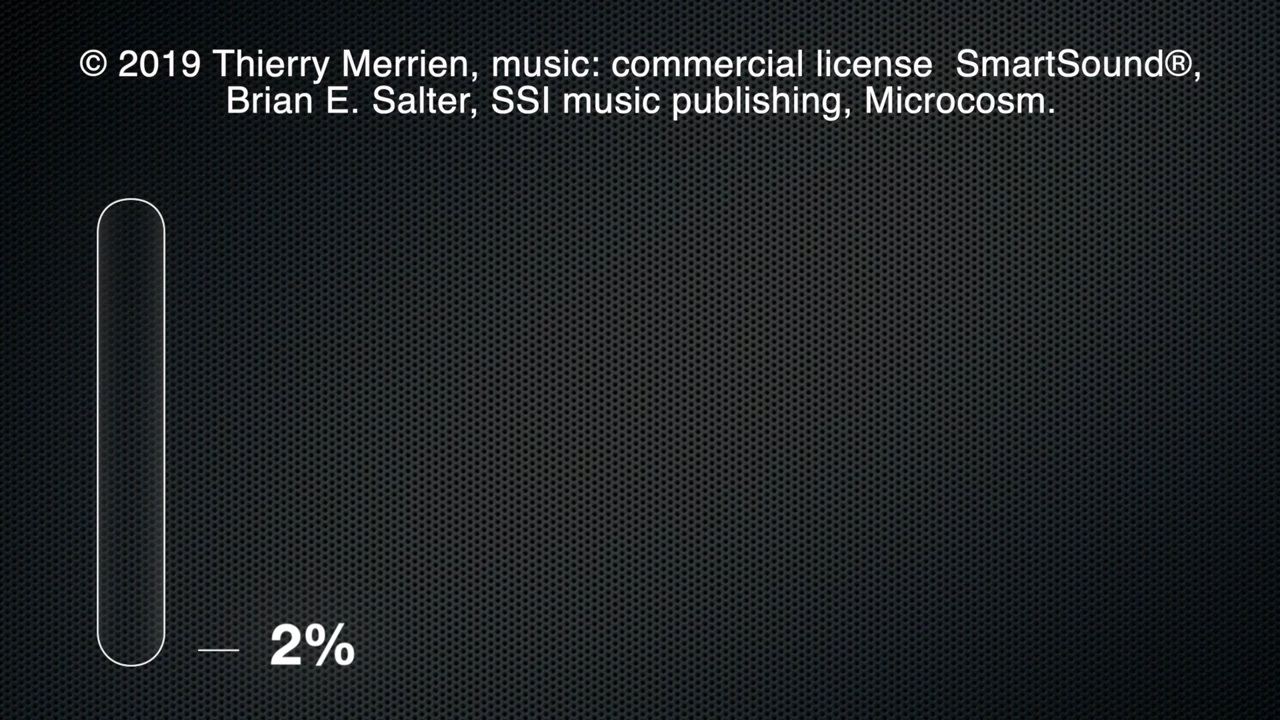 © 2019 Thierry Merrien, music: commercial license  SmartSound®,
Brian E. Salter, SSI music publishing, Microcosm.
2%